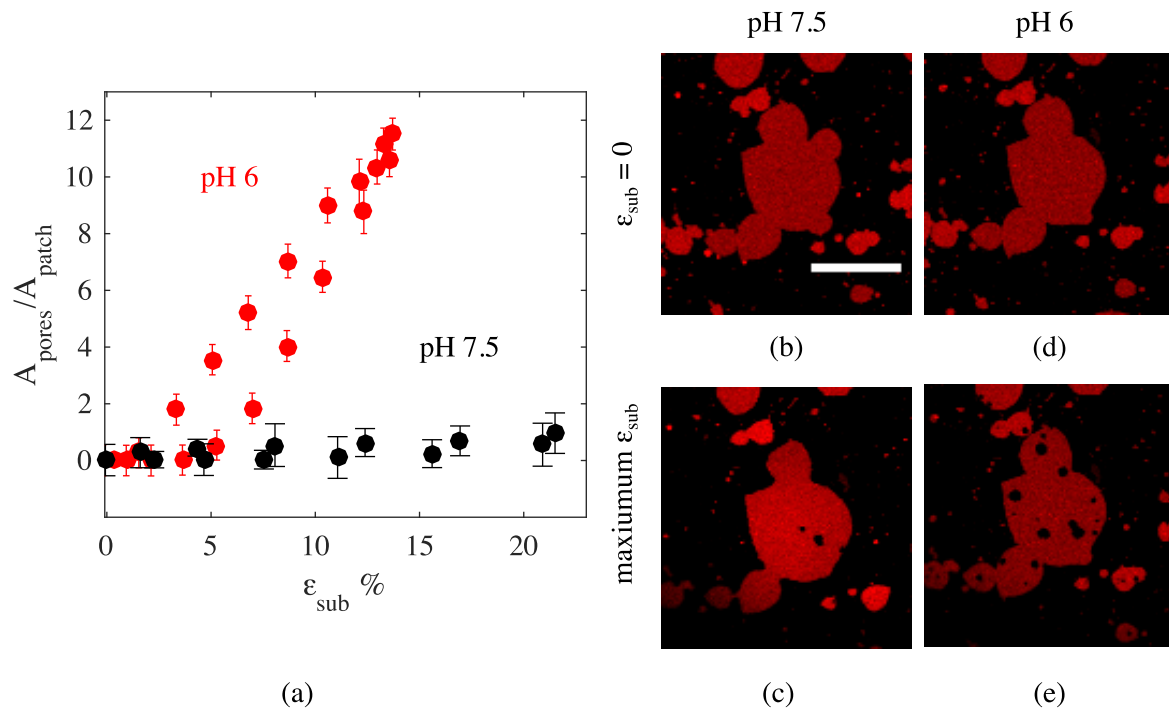 pH 7.5
pH 6
12
10
8
6
4
2
0
0
5
10
15
20
A_pores/A_patch
ε_sub %
pH 6
pH 7.5
(a)
ε_sub = 0
(b)
(d)
maxiumum ε_sub
(c)
(e)